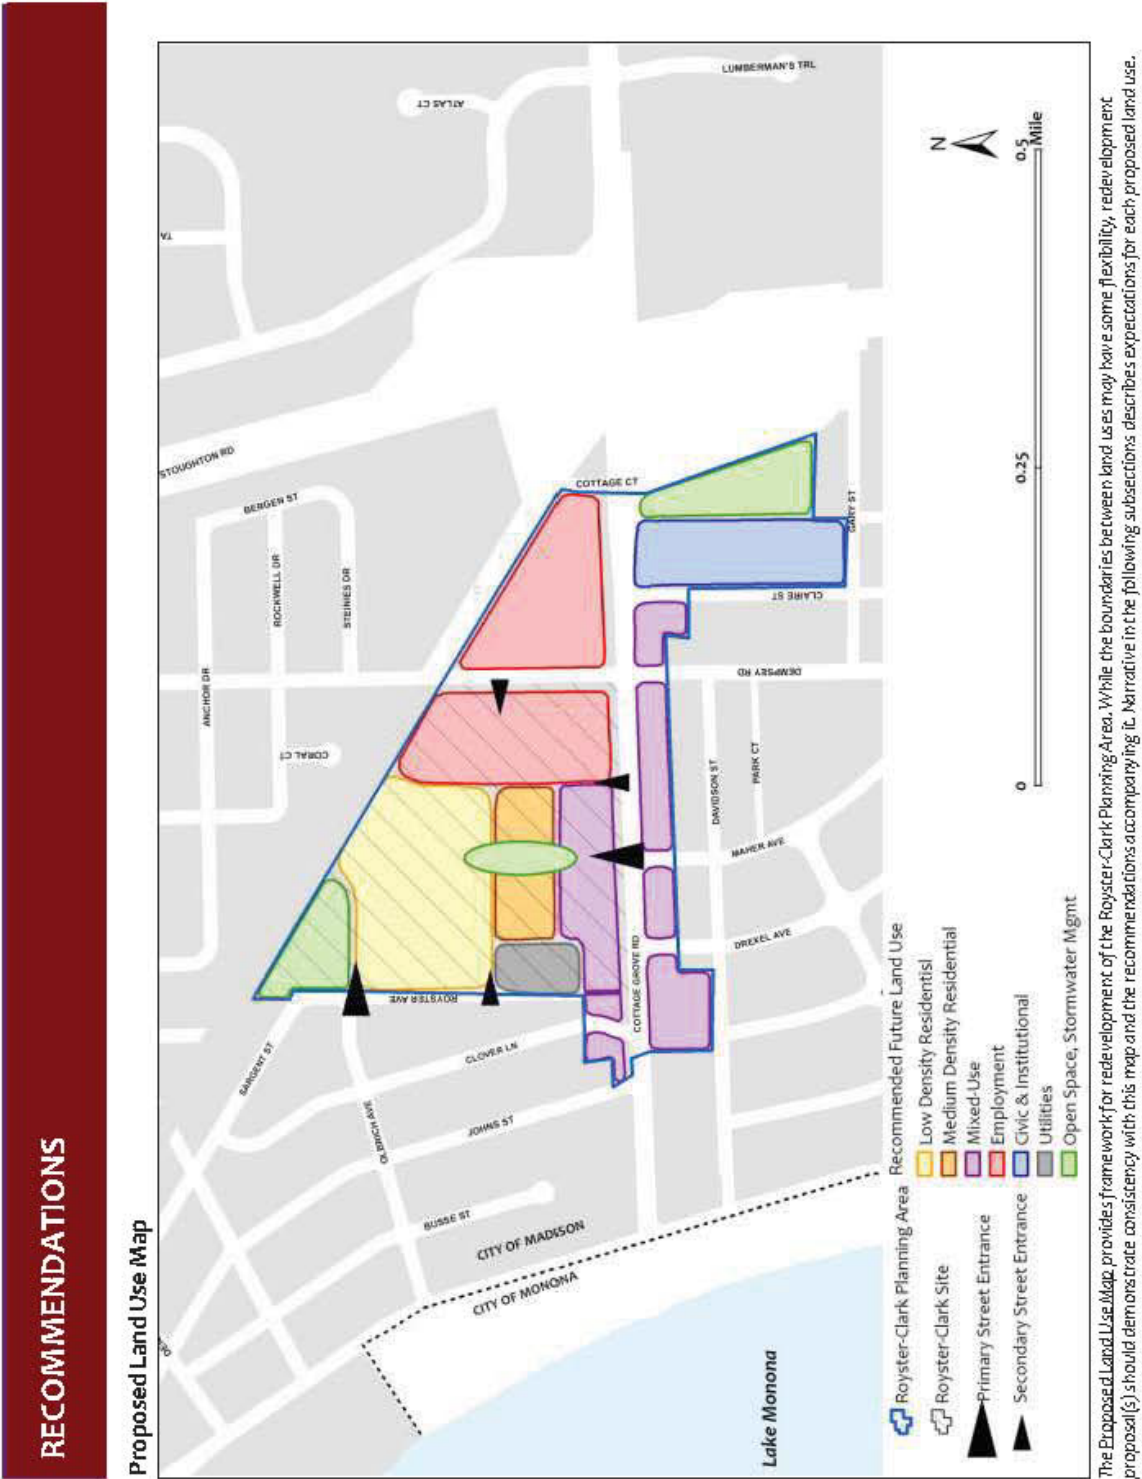 RECOMMENDATIONS
Proposed Land Use Map
STOUGHTON RD
BERGEN ST
ROCKWELL DR
STEINIES DR
ANCHOR DR
CORAL CT
ATLAS CT
LUMBERMAN'S TRL
TA
SARGENT ST
ROYSTER AVE
OLBRICH AVE
CLOVER LN
JOHNS ST
BUSSE ST
CITY OF MADISON
CITY OF MONONA
COTTAGE GROVE RD
COTTAGE CT
GARY ST
CLAIRE ST
DEMPSEY RD
DAVIDSON ST
PARK CT
MAHER AVE
DREXEL AVE
Lake Monona
N
0
0.25
0.5
Mile
Royster-Clark Planning Area
Royster-Clark Site
Primary Street Entrance
Secondary Street Entrance
Recommended Future Land Use
Low Density Residentisl
Medium Density Residential
Mixed-Use
Employment
Civic & Institutional
Utilities
Open Space, Stormwater Mgmt
The Proposed Land Use Map provides framework for redevelopment of the Royster-Clark Planning Area. While the boundaries between land uses may have some flexibility, redevelopment
proposal(s) should demonstrate consistency with this map and the recommendations accompanying it. Narrative in the following subsections describes expectations for each proposed land use.